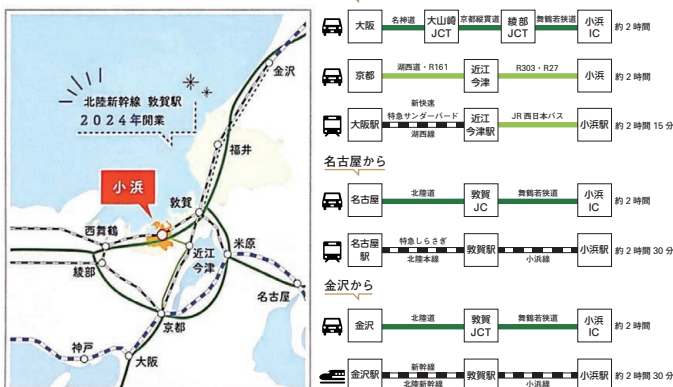 金沢
北陸新幹線 敦賀駅
2024年開業
福井
小浜
敦賀
西舞鶴
綾部
近江
今津
米原
名古屋
京都
神戸
大阪
大阪
名神道
大山崎
JCT
京都縦貫道
綾部
JCT
舞鶴若狭道
小浜
IC
約2時間
京都
湖西道・R161
近江
今津
R303・R27
小浜
約2時間
大阪駅
新快速
特急サンダーバード
湖西線
近江
今津駅
JR 西日本バス
小浜駅
約2時間15分
名古屋から
名古屋
北陸道
敦賀
JC
舞鶴若狭道
小浜
IC
約2時間
名古屋
駅
特急しらさぎ
北陸本線
敦賀駅
小浜線
小浜駅
約2時間30分
金沢から
金沢
北陸道
敦賀
JCT
舞鶴若狭道
小浜
IC
約2時間
金沢駅
新幹線
北陸新幹線
敦賀駅
小浜線
小浜駅
約2時間30分